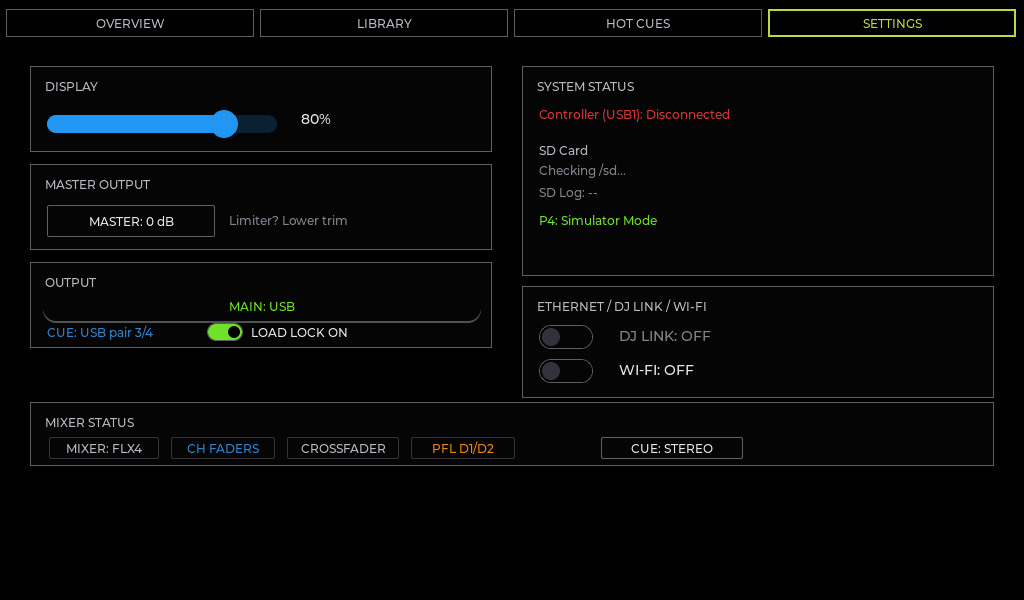 OVERVIEW
LIBRARY
HOT CUES
SETTINGS
DISPLAY
80%
MASTER OUTPUT
MASTER: 0 dB
Limiter? Lower trim
OUTPUT
MAIN: USB
CUE: USB pair 3/4
LOAD LOCK ON
SYSTEM STATUS
Controller (USB1): Disconnected
SD Card
Checking /sd...
SD Log: --
P4: Simulator Mode
ETHERNET / DJ LINK / WI-FI
DJ LINK: OFF
WI-FI: OFF
MIXER STATUS
MIXER: FLX4
CH FADERS
CROSSFADER
PFL D1/D2
CUE: STEREO